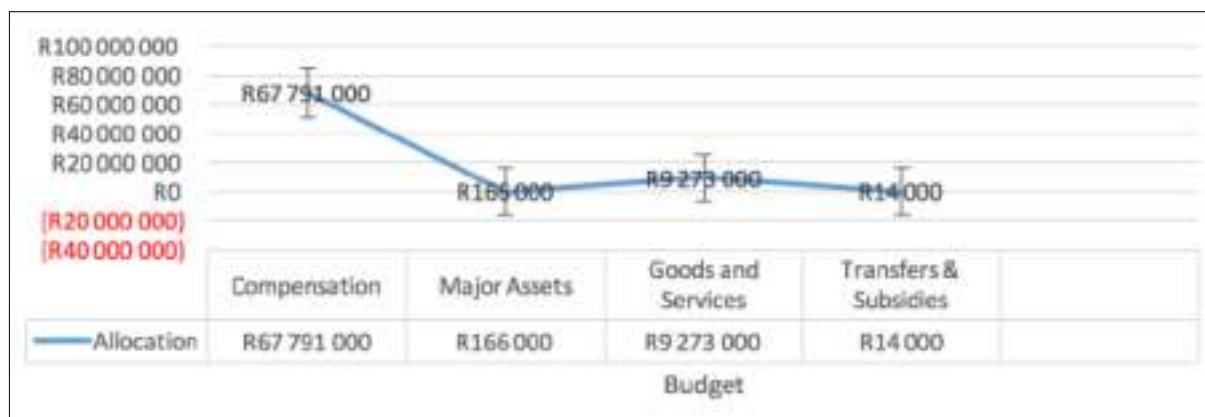 R100 000 000
R80 000 000
R60 000 000
R40 000 000
R20 000 000
R0
(R20 000 000)
(R40 000 000)
R67 791 000
R166 000
R9 273 000
R14 000
Compensation
Major Assets
Goods and
Services
Transfers &
Subsidies
Allocation
R67 791 000
R166 000
R9 273 000
R14 000
Budget